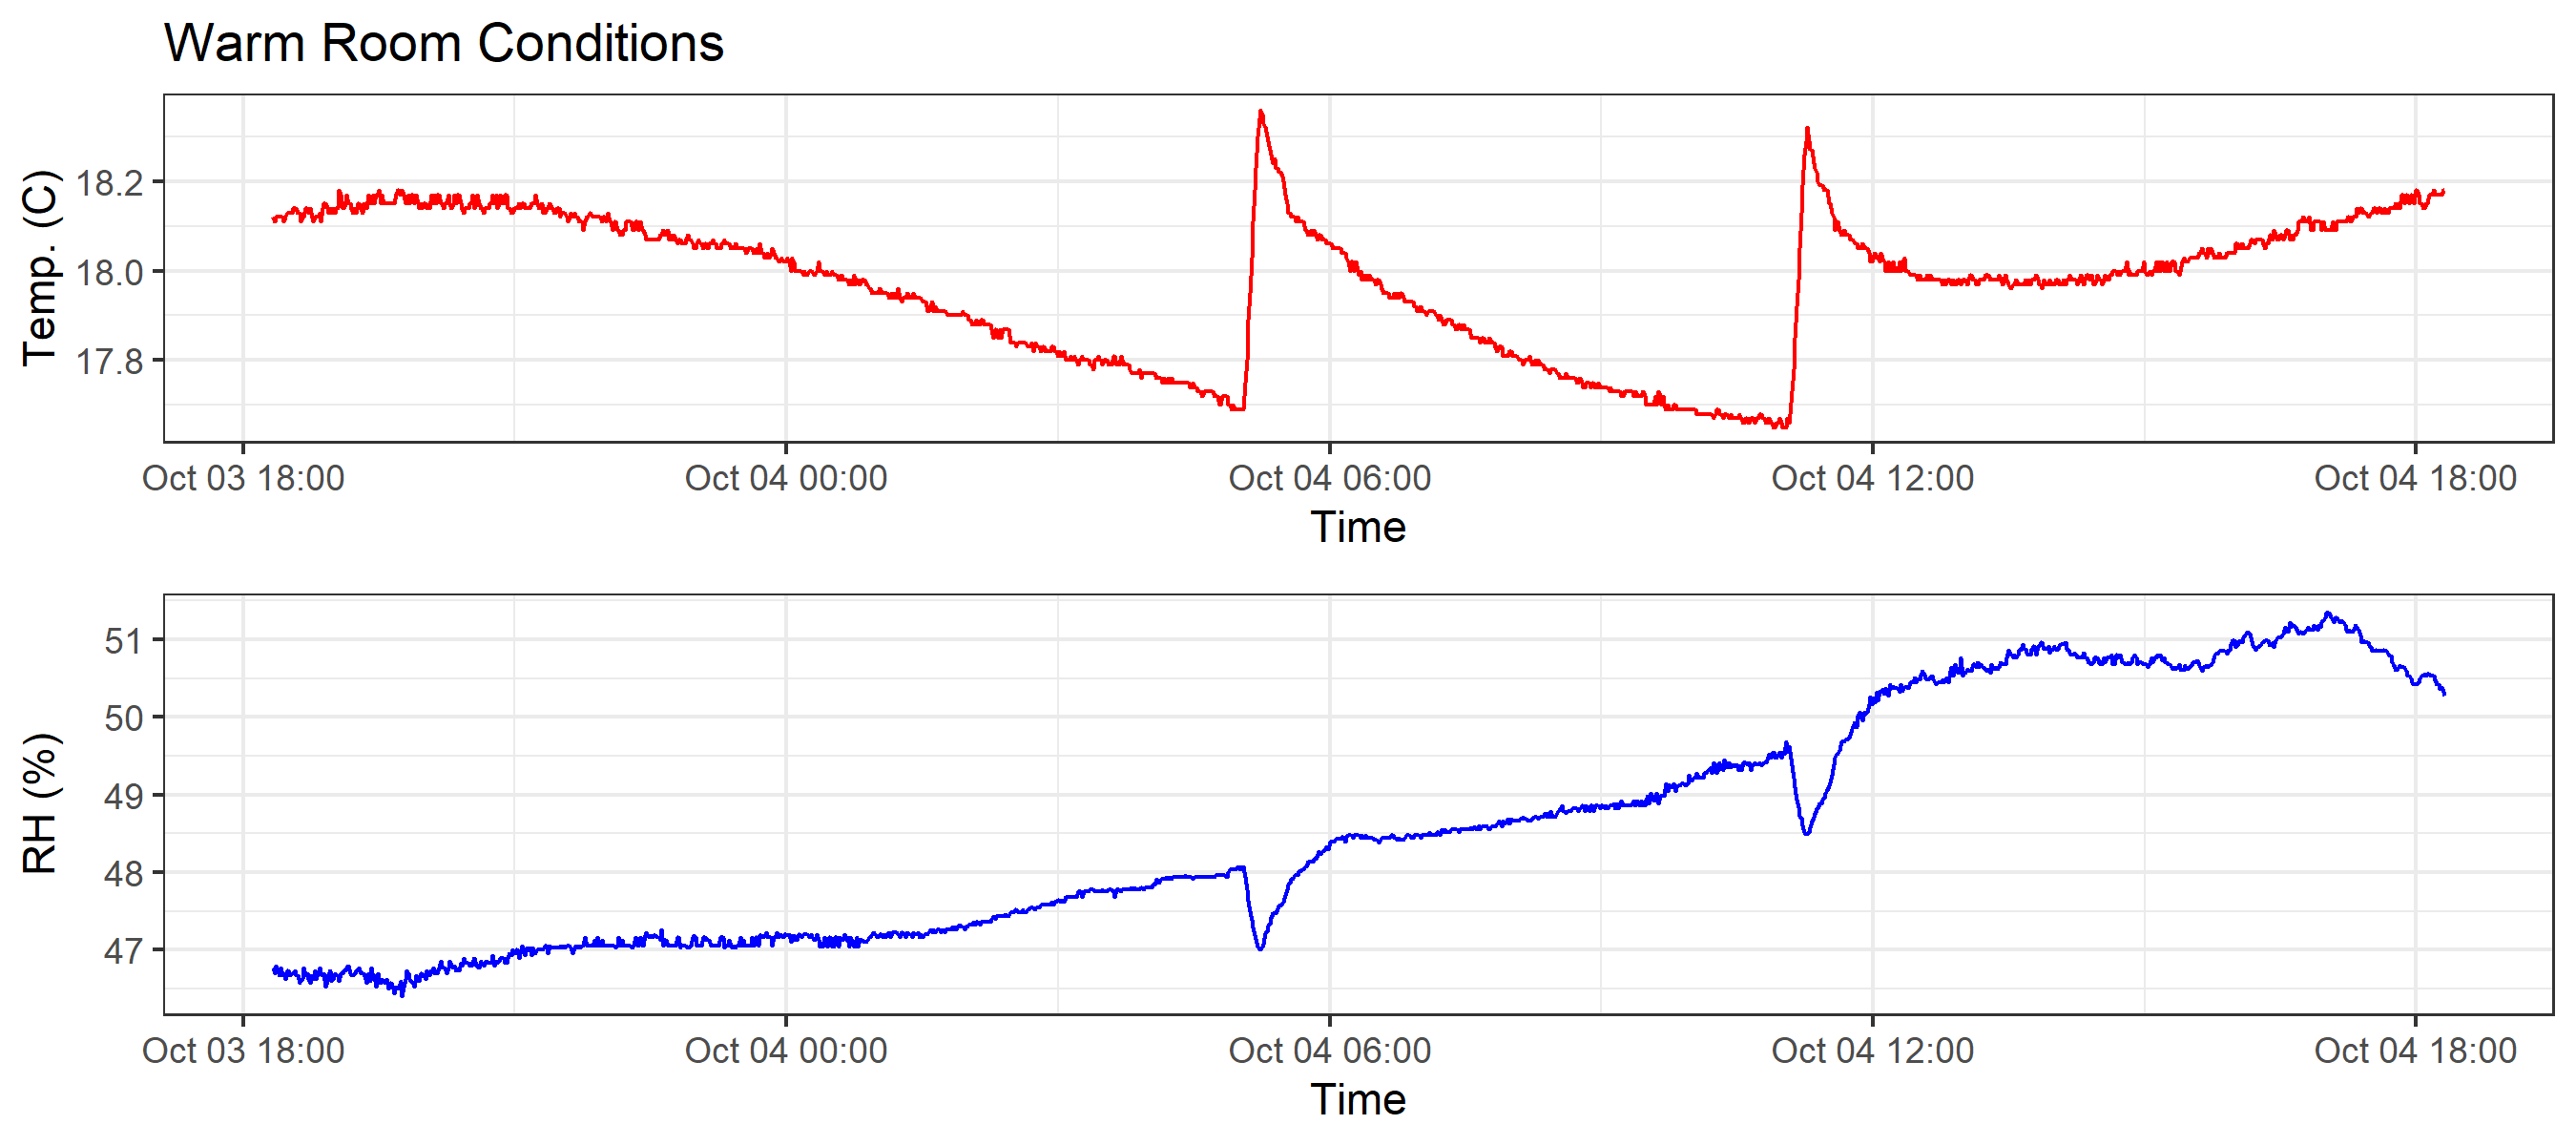 Warm Room Conditions
Temp. (C)
18.2
18.0
17.8
Oct 03 18:00 Oct 04 00:00 Oct 04 06:00 Oct 04 12:00 Oct 04 18:00
Time
RH (%)
51
50
49
48
47
Oct 03 18:00 Oct 04 00:00 Oct 04 06:00 Oct 04 12:00 Oct 04 18:00
Time